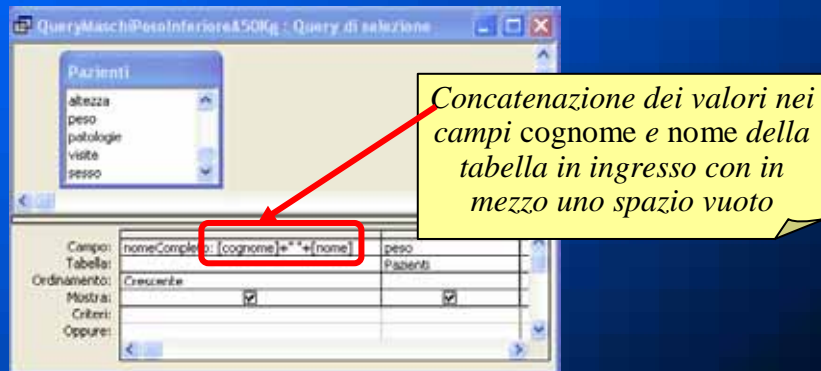 QueryMaschiPesoInferioreA50Kg : Query di selezione
Pazienti
altezza
peso
patologie
visite
sesso
Concatenazione dei valori nei
campi cognome e nome della
tabella in ingresso con in
mezzo uno spazio vuoto
Campo: nomeCompleto: [cognome]+" "+[nome] peso
Tabella: Pazienti
Ordinamento: Crescente
Mostra:
Criteri:
Oppure: